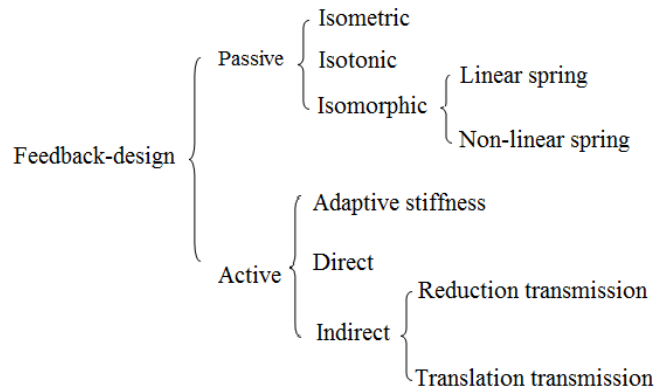 Feedback-design
Passive
Isometric
Isotonic
Isomorphic
Linear spring
Non-linear spring
Active
Adaptive stiffness
Direct
Indirect
Reduction transmission
Translation transmission